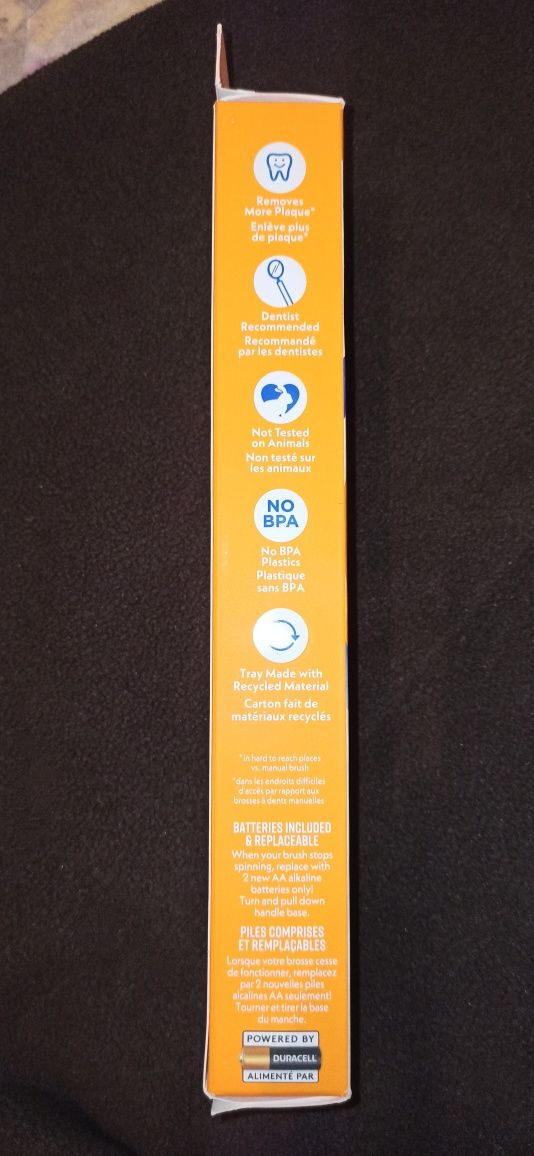 Removes
More Plaque*
Enlève plus
de plaque*
Dentist
Recommended
Recommandé
par les dentistes
Not Tested
on Animals
Non testé sur
les animaux
NO
BPA
No BPA
Plastics
Plastique
sans BPA
Tray Made with
Recycled Material
Carton fait de
matériaux recyclés
*in hard to reach places
vs. manual brush
*dans les endroits difficiles
d'accés par rapport aux
brosses à dents manuelles
BATTERIES INCLUDED
& REPLACEABLE
When your brush stops
spinning, replace with
2 new AA alkaline
batteries only!
Turn and pull down
handle base.
PILES COMPRISES
ET REMPLAÇABLES
Lorsque votre brosse cesse
de fonctionner, remplacez
par 2 nouvelles piles
alcalines AA seulement!
Tourner et tirer la base
du manche.
POWERED BY
DURACELL
ALIMENTÉ PAR